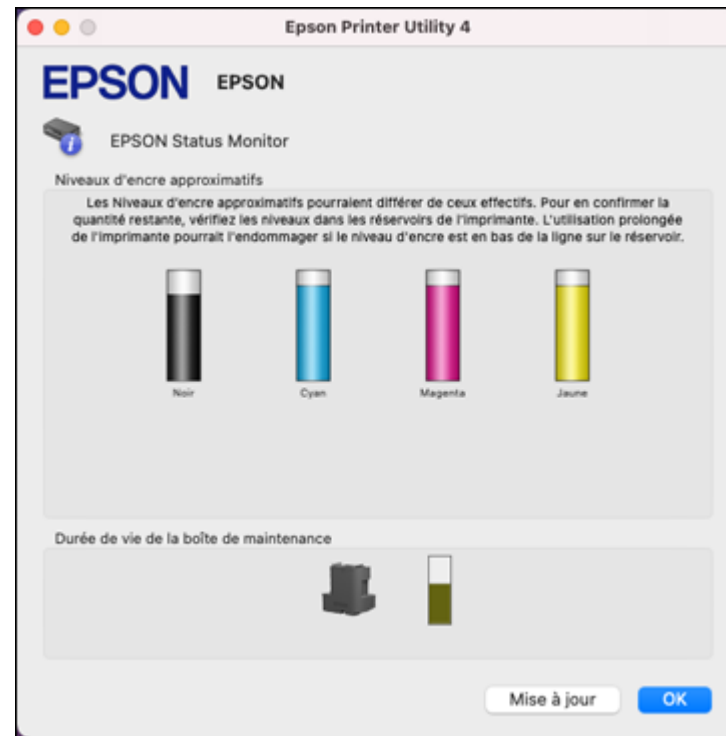 Epson Printer Utility 4
EPSON EPSON
EPSON Status Monitor
Niveaux d'encre approximatifs
Les Niveaux d'encre approximatifs pourraient différer de ceux effectifs. Pour en confirmer la
quantité restante, vérifiez les niveaux dans les réservoirs de l'imprimante. L'utilisation prolongée
de l'imprimante pourrait l'endommager si le niveau d'encre est en bas de la ligne sur le réservoir.
Noir Cyan Magenta Jaune
Durée de vie de la boîte de maintenance
Mise à jour OK